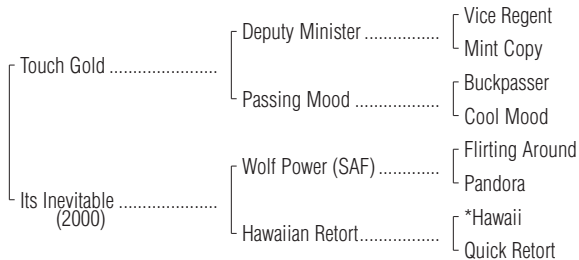 Vice Regent
Deputy Minister ..................
Mint Copy
Touch Gold ..........................
Buckpasser
Passing Mood ....................
Cool Mood
Flirting Around
Wolf Power (SAF) ..............
Pandora
Its Inevitable .......................
(2000)
*Hawaii
Hawaiian Retort...................
Quick Retort